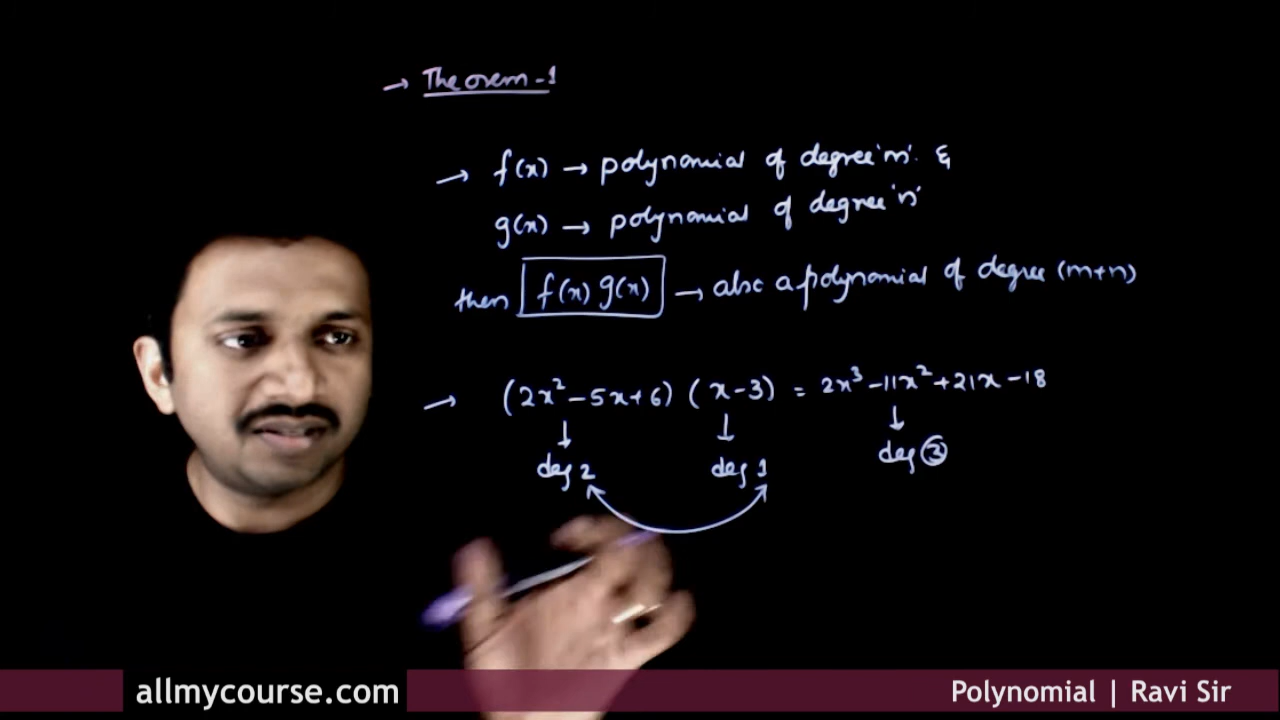 → Theorem-1
→ f(x) → polynomial of degree 'm' &
g(x) → polynomial of degree 'n'
then f(x) g(x) → also a polynomial of degree (m+n)
→ (2x² - 5x + 6) (x - 3) = 2x³ - 11x² + 21x - 18
↓ ↓ ↓
deg 2 deg 1 deg 3
allmycourse.com Polynomial | Ravi Sir